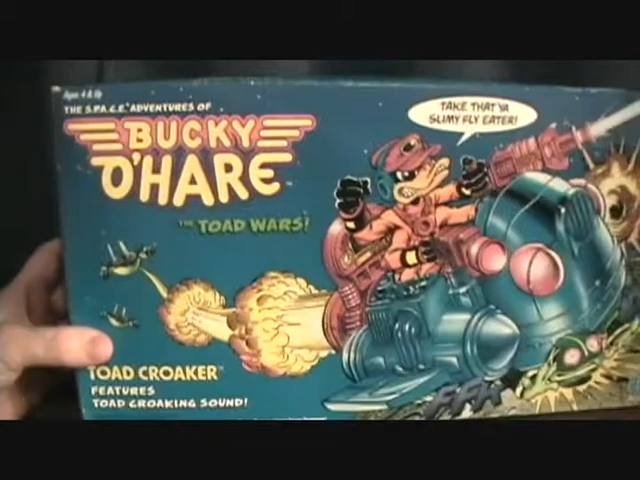 Ages 4 & Up
THE S.P.A.C.E. ADVENTURES OF
BUCKY
O'HARE
THE TOAD WARS!
TAKE THAT YA
SLIMY FLY EATER!
TOAD CROAKER™
FEATURES
TOAD CROAKING SOUND!